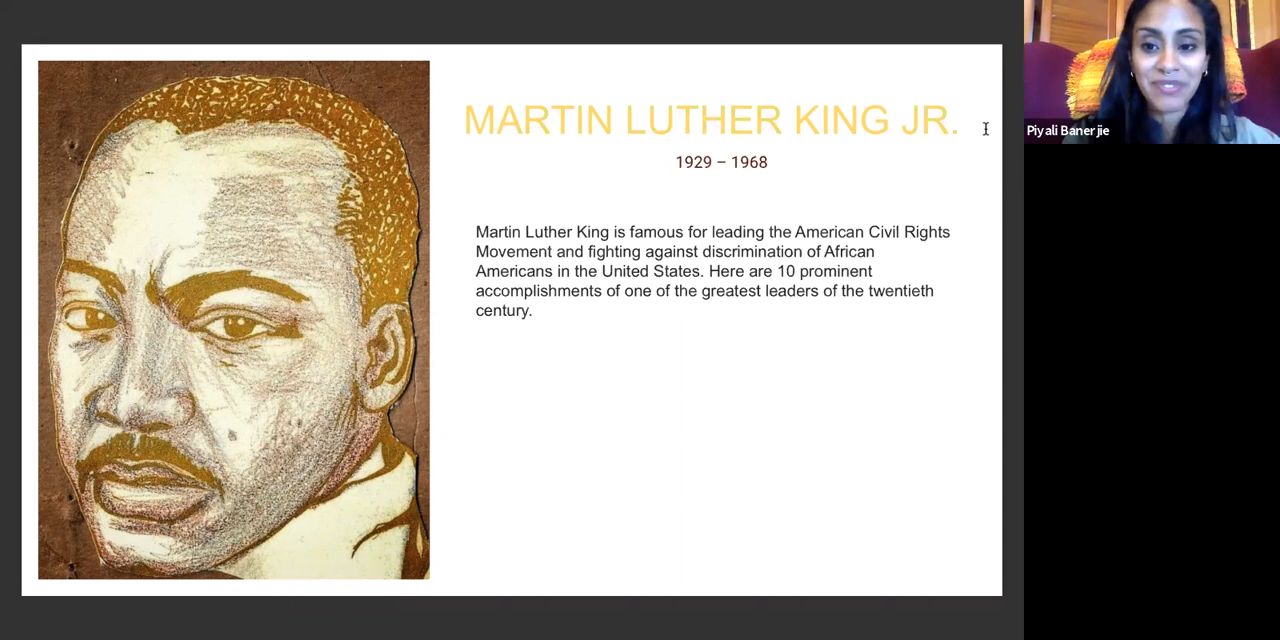 MARTIN LUTHER KING JR.
1929 – 1968
Martin Luther King is famous for leading the American Civil Rights
Movement and fighting against discrimination of African
Americans in the United States. Here are 10 prominent
accomplishments of one of the greatest leaders of the twentieth
century.
Piyali Banerjie